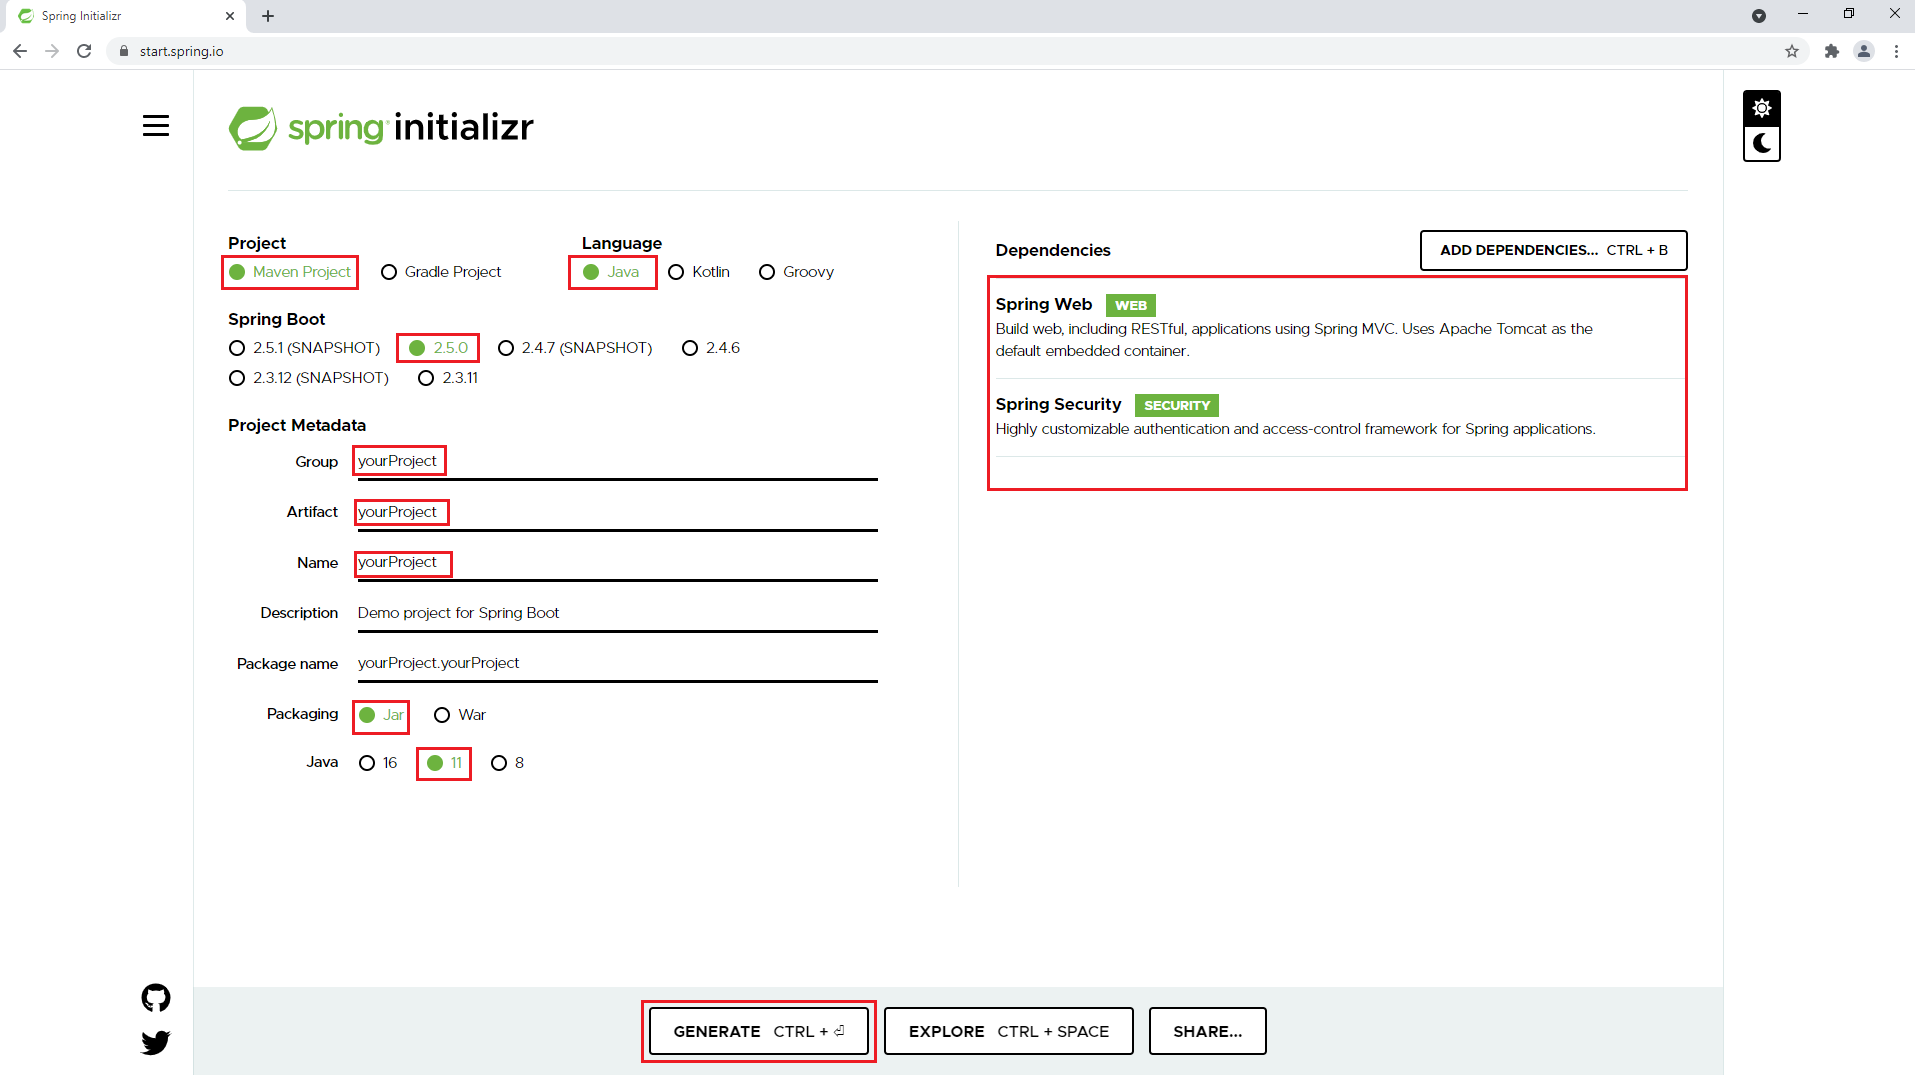 Spring Initializr
start.spring.io
spring initializr
Project
Maven Project Gradle Project
Language
Java Kotlin Groovy
Spring Boot
2.5.1 (SNAPSHOT) 2.5.0 2.4.7 (SNAPSHOT) 2.4.6
2.3.12 (SNAPSHOT) 2.3.11
Project Metadata
Group yourProject
Artifact yourProject
Name yourProject
Description Demo project for Spring Boot
Package name yourProject.yourProject
Packaging Jar War
Java 16 11 8
Dependencies ADD DEPENDENCIES... CTRL + B
Spring Web WEB
Build web, including RESTful, applications using Spring MVC. Uses Apache Tomcat as the
default embedded container.
Spring Security SECURITY
Highly customizable authentication and access-control framework for Spring applications.
GENERATE CTRL + ⏎ EXPLORE CTRL + SPACE SHARE...